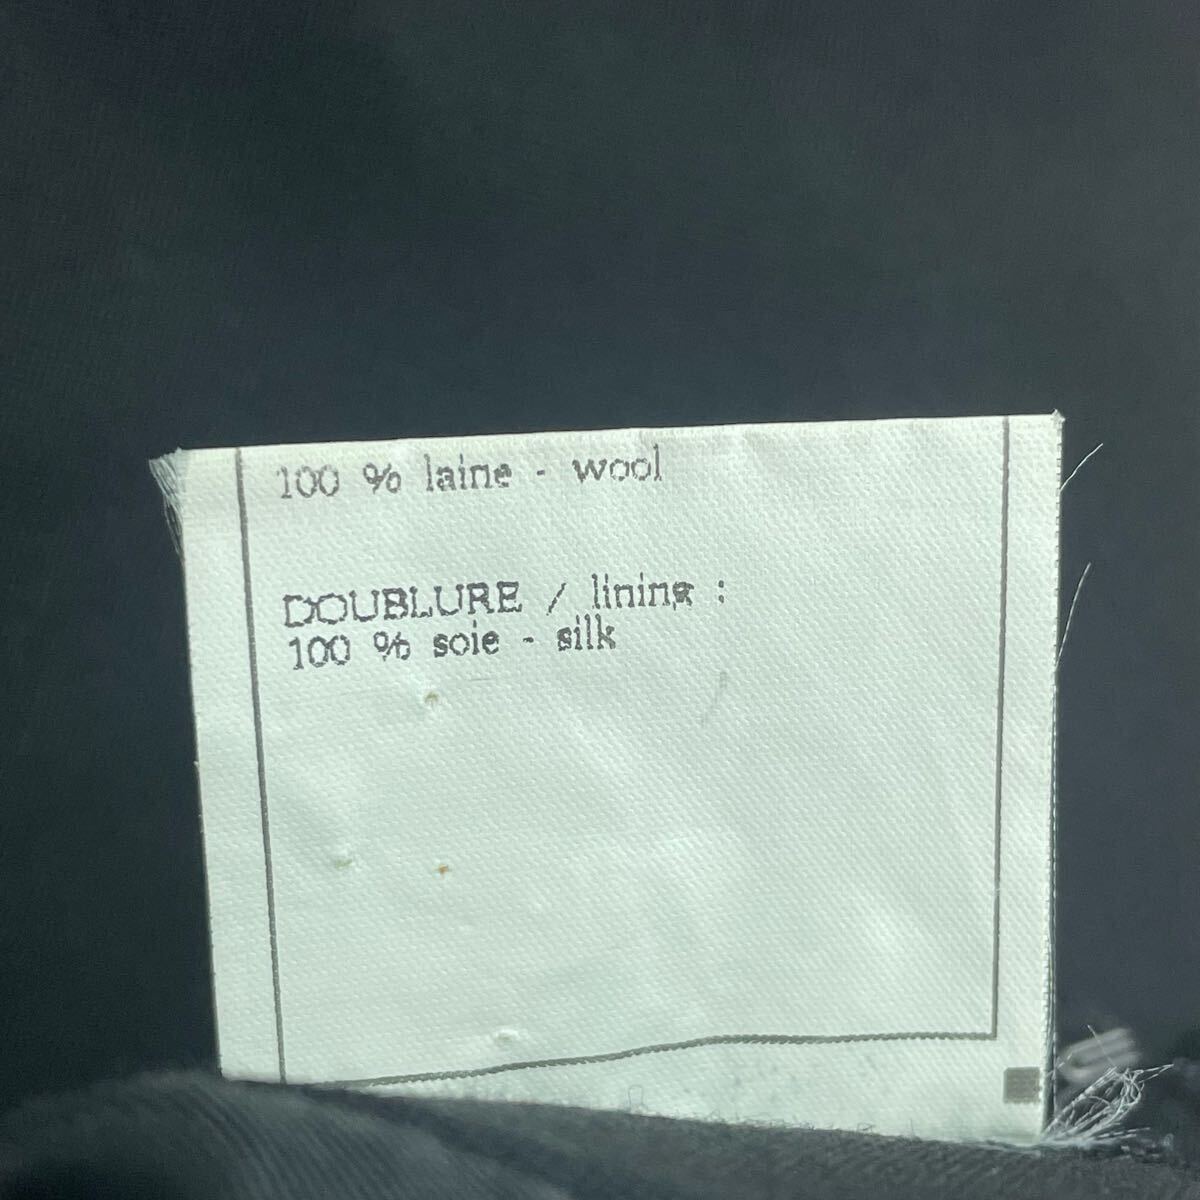 100 % laine - wool
DOUBLURE / lining :
100 % soie - silk